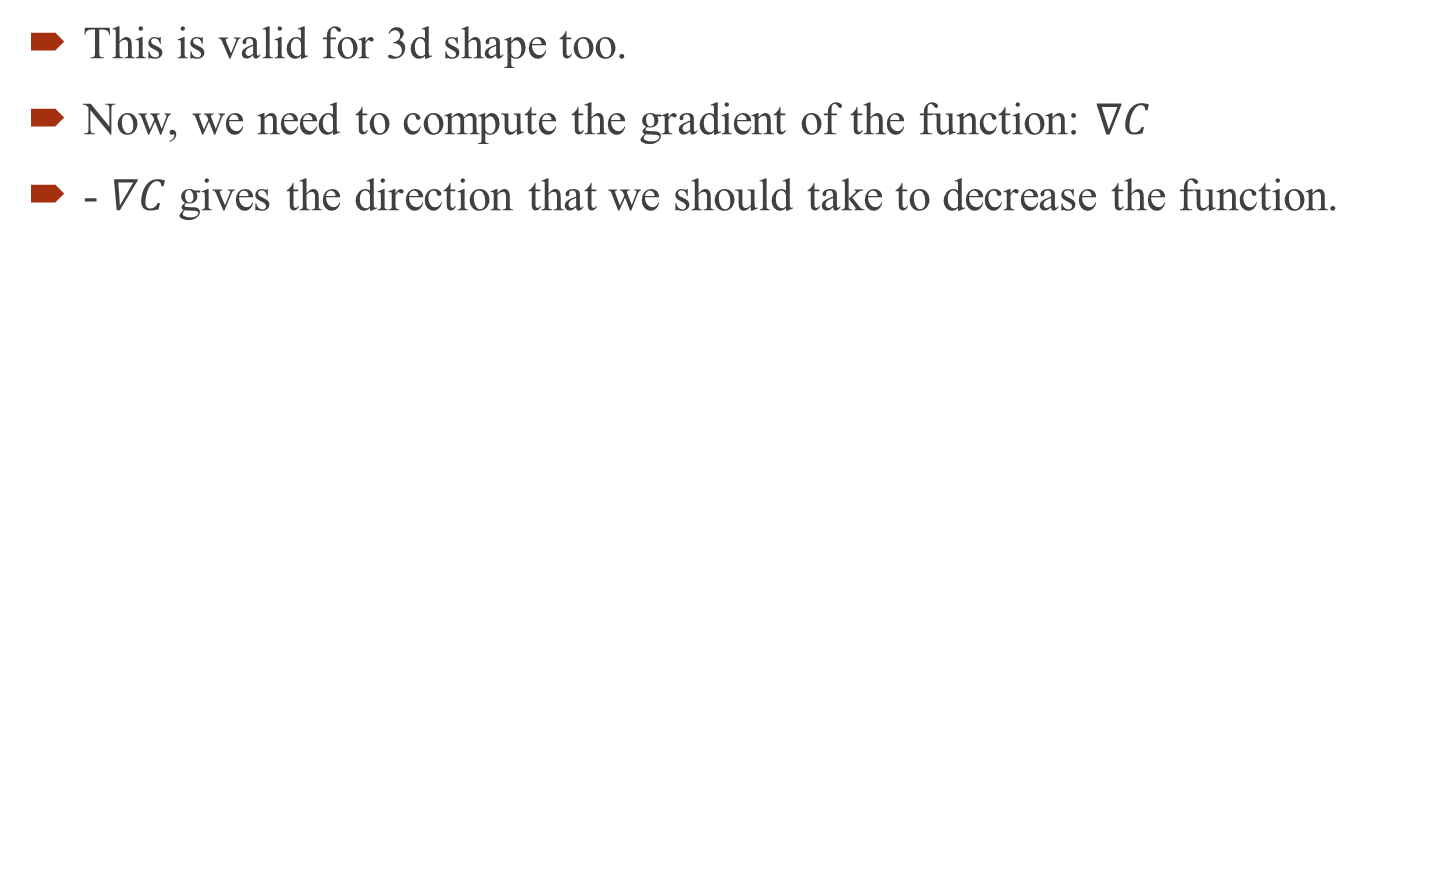 This is valid for 3d shape too.
Now, we need to compute the gradient of the function: ∇C
- ∇C gives the direction that we should take to decrease the function.